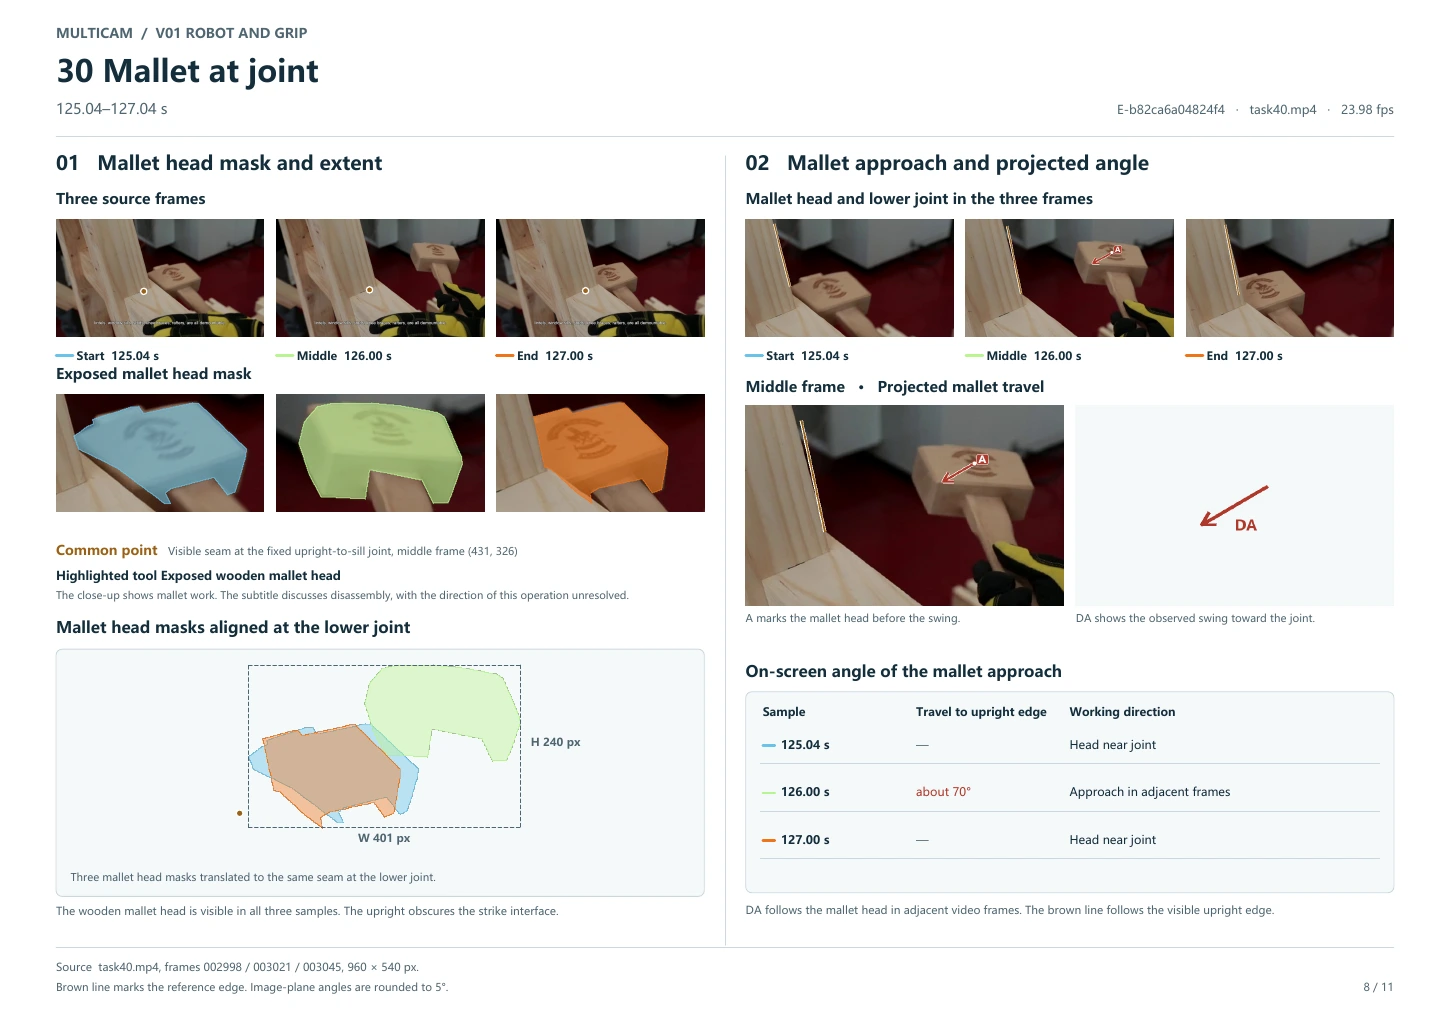 MULTICAM / V01 ROBOT AND GRIP
30 Mallet at joint
125.04–127.04 s
E-b82ca6a04824f4 · task40.mp4 · 23.98 fps
01 Mallet head mask and extent
Three source frames
Start 125.04 s
Middle 126.00 s
End 127.00 s
Exposed mallet head mask
Common point Visible seam at the fixed upright-to-sill joint, middle frame (431, 326)
Highlighted tool Exposed wooden mallet head
The close-up shows mallet work. The subtitle discusses disassembly, with the direction of this operation unresolved.
Mallet head masks aligned at the lower joint
H 240 px
W 401 px
Three mallet head masks translated to the same seam at the lower joint.
The wooden mallet head is visible in all three samples. The upright obscures the strike interface.
02 Mallet approach and projected angle
Mallet head and lower joint in the three frames
A
Start 125.04 s
Middle 126.00 s
End 127.00 s
Middle frame • Projected mallet travel
A
DA
A marks the mallet head before the swing.
DA shows the observed swing toward the joint.
On-screen angle of the mallet approach
Sample Travel to upright edge Working direction
125.04 s — Head near joint
126.00 s about 70° Approach in adjacent frames
127.00 s — Head near joint
DA follows the mallet head in adjacent video frames. The brown line follows the visible upright edge.
Source task40.mp4, frames 002998 / 003021 / 003045, 960 × 540 px.
Brown line marks the reference edge. Image-plane angles are rounded to 5°.
8 / 11